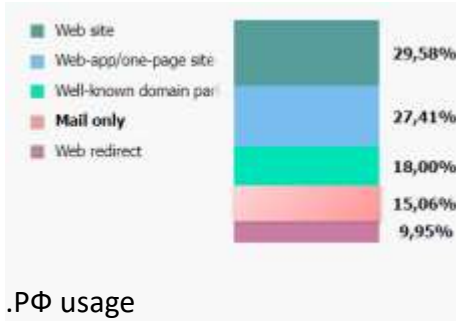 Web site
Web-app/one-page site
Well-known domain par
Mail only
Web redirect
29,58%
27,41%
18,00%
15,06%
9,95%
.РФ usage